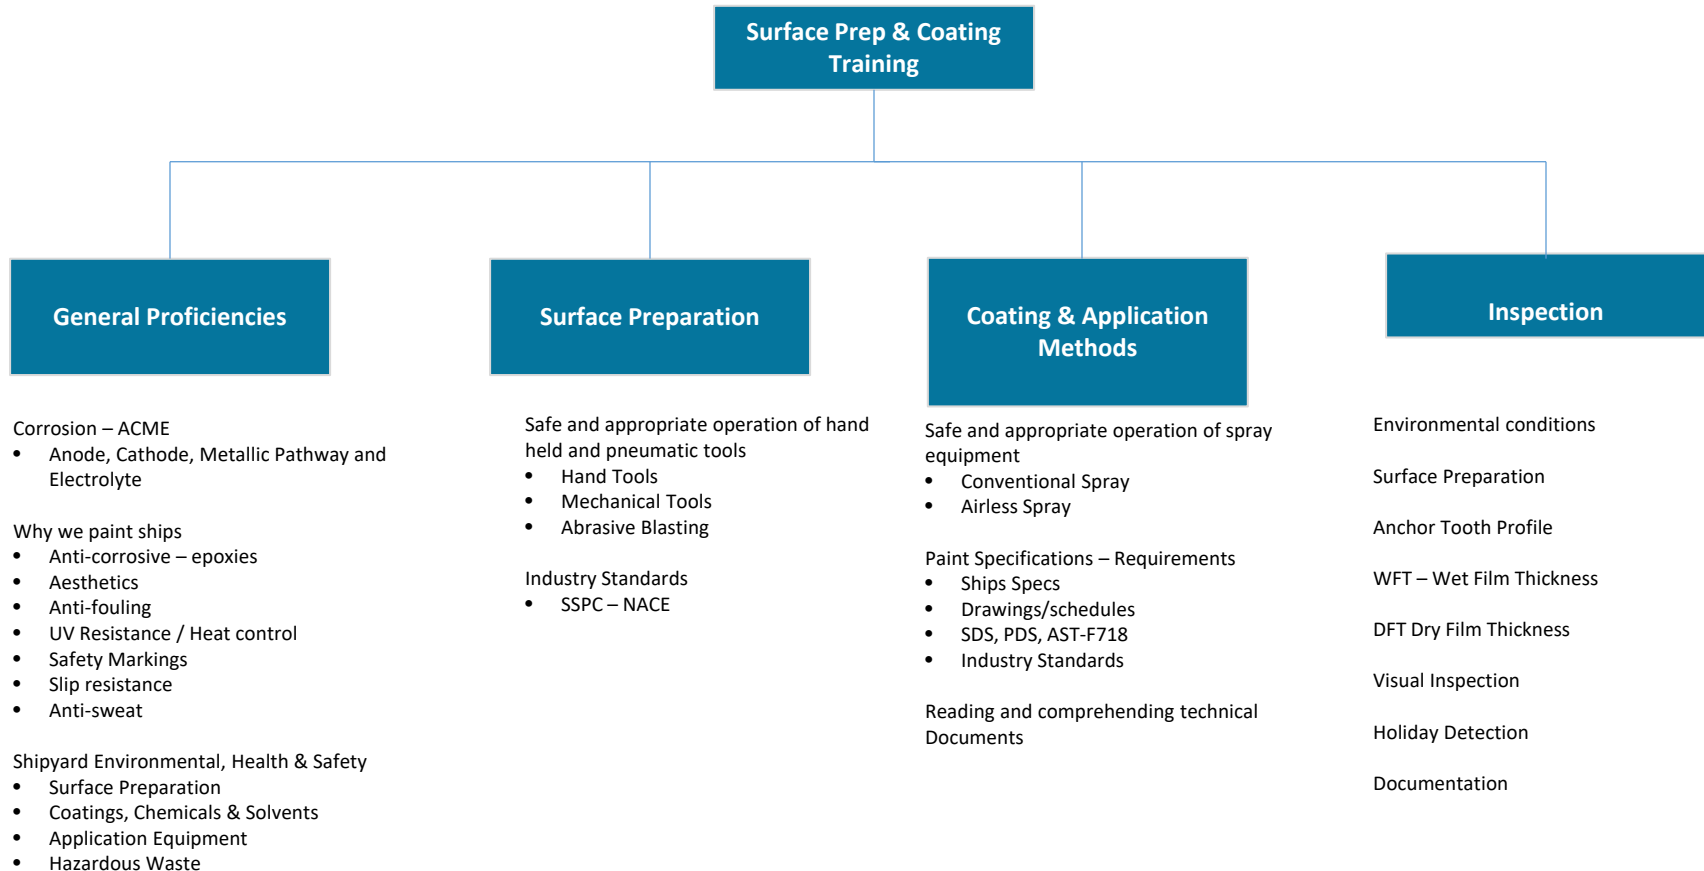 Surface Prep & Coating
Training
General Proficiencies
Corrosion – ACME
• Anode, Cathode, Metallic Pathway and
Electrolyte
Why we paint ships
• Anti-corrosive – epoxies
• Aesthetics
• Anti-fouling
• UV Resistance / Heat control
• Safety Markings
• Slip resistance
• Anti-sweat
Shipyard Environmental, Health & Safety
• Surface Preparation
• Coatings, Chemicals & Solvents
• Application Equipment
• Hazardous Waste
Surface Preparation
Safe and appropriate operation of hand
held and pneumatic tools
• Hand Tools
• Mechanical Tools
• Abrasive Blasting
Industry Standards
• SSPC – NACE
Coating & Application
Methods
Safe and appropriate operation of spray
equipment
• Conventional Spray
• Airless Spray
Paint Specifications – Requirements
• Ships Specs
• Drawings/schedules
• SDS, PDS, AST-F718
• Industry Standards
Reading and comprehending technical
Documents
Inspection
Environmental conditions
Surface Preparation
Anchor Tooth Profile
WFT – Wet Film Thickness
DFT Dry Film Thickness
Visual Inspection
Holiday Detection
Documentation